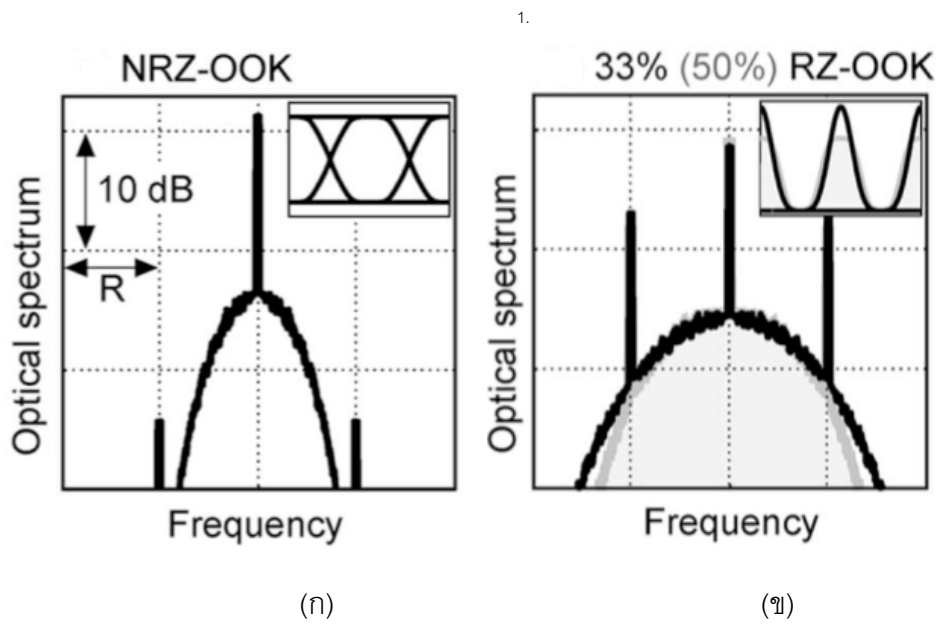 1.
NRZ-OOK
33% (50%) RZ-OOK
10 dB
R
Optical spectrum
Optical spectrum
Frequency
Frequency
(ก)
(ข)